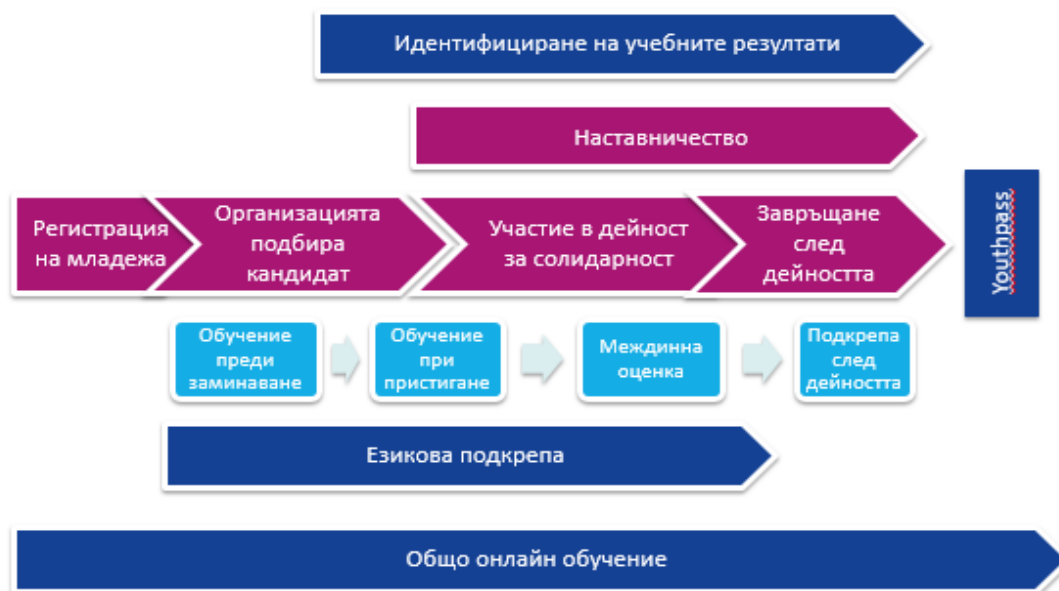 Идентифициране на учебните резултати
Наставничество
Регистрация
на младежа
Организацията
подбира
кандидат
Участие в дейност
за солидарност
Завръщане
след
дейността
Youthpass
Обучение
преди
заминаване
Обучение
при
пристигане
Междинна
оценка
Подкрепа
след
дейността
Езикова подкрепа
Общо онлайн обучение